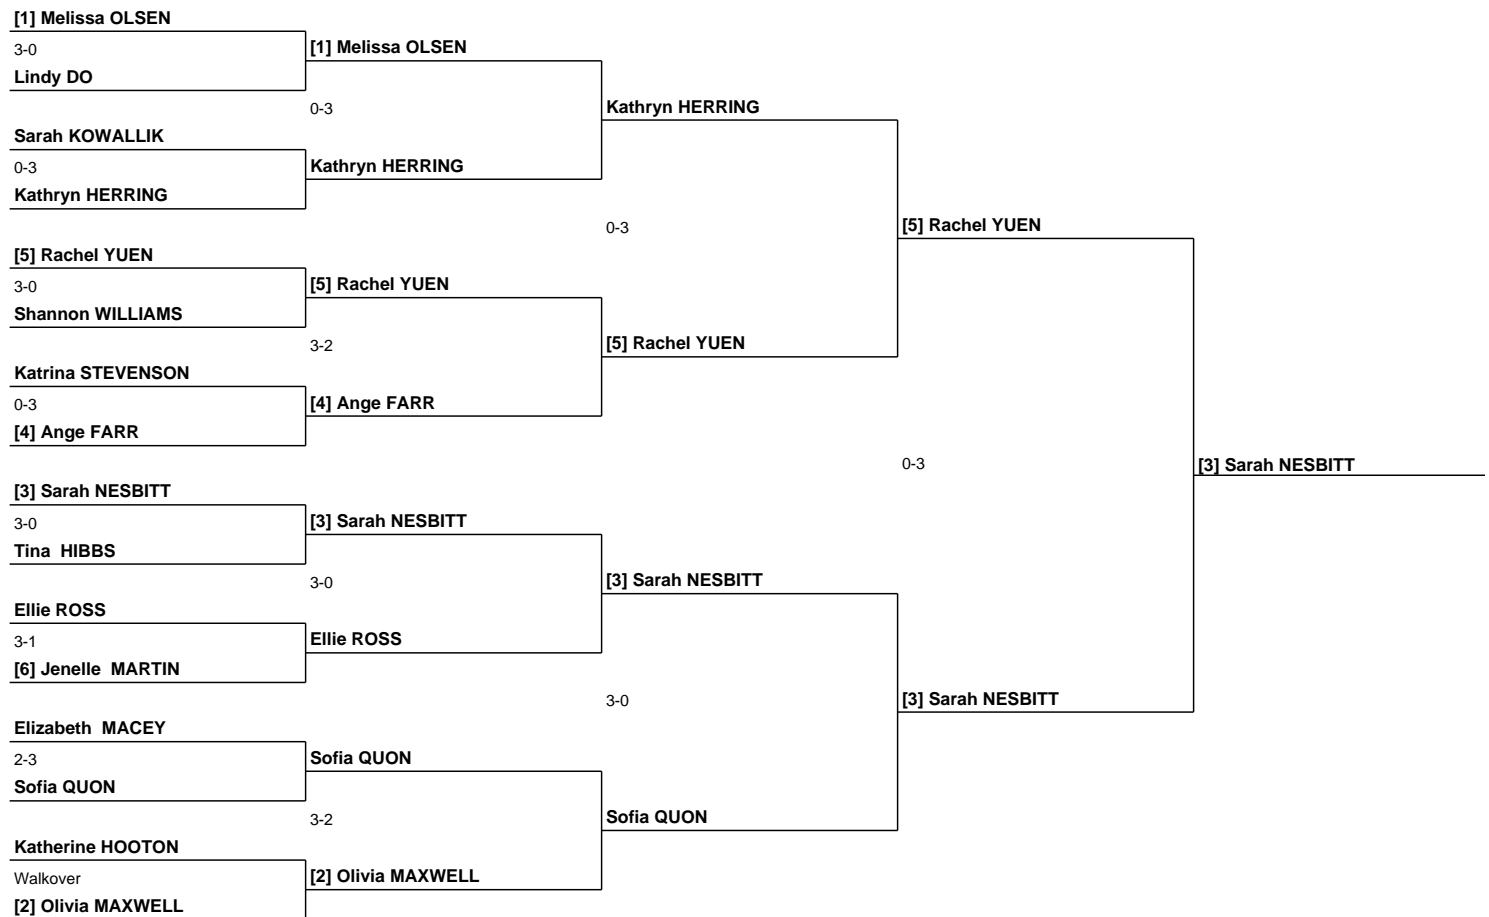 [1] Melissa OLSEN
3-0
Lindy DO
Sarah KOWALLIK
0-3
Kathryn HERRING
[5] Rachel YUEN
3-0
Shannon WILLIAMS
Katrina STEVENSON
0-3
[4] Ange FARR
[3] Sarah NESBITT
3-0
Tina  HIBBS
Ellie ROSS
3-1
[6] Jenelle  MARTIN
Elizabeth  MACEY
2-3
Sofia QUON
Katherine HOOTON
Walkover
[2] Olivia MAXWELL
[1] Melissa OLSEN
0-3
Kathryn HERRING
[5] Rachel YUEN
3-2
[4] Ange FARR
[3] Sarah NESBITT
3-0
Ellie ROSS
Sofia QUON
3-2
[2] Olivia MAXWELL
Kathryn HERRING
0-3
[5] Rachel YUEN
[3] Sarah NESBITT
3-0
Sofia QUON
[5] Rachel YUEN
0-3
[3] Sarah NESBITT
[3] Sarah NESBITT